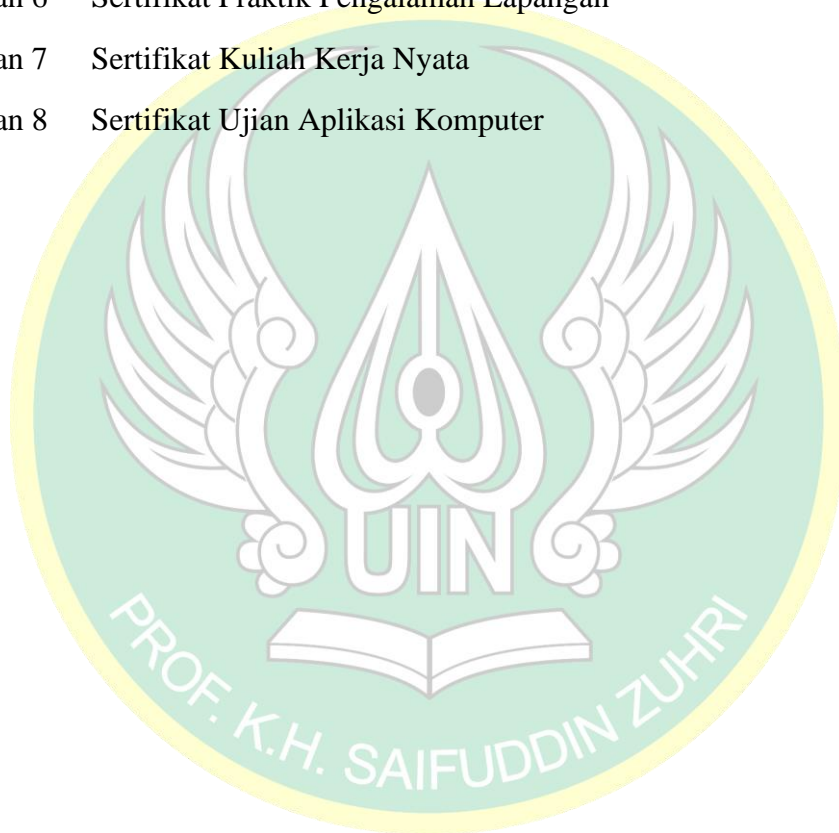 an 6 Sertifikat Praktik Pengalaman Lapangan
an 7 Sertifikat Kuliah Kerja Nyata
an 8 Sertifikat Ujian Aplikasi Komputer
UIN
PROF. K.H. SAIFUDDIN ZUHRI